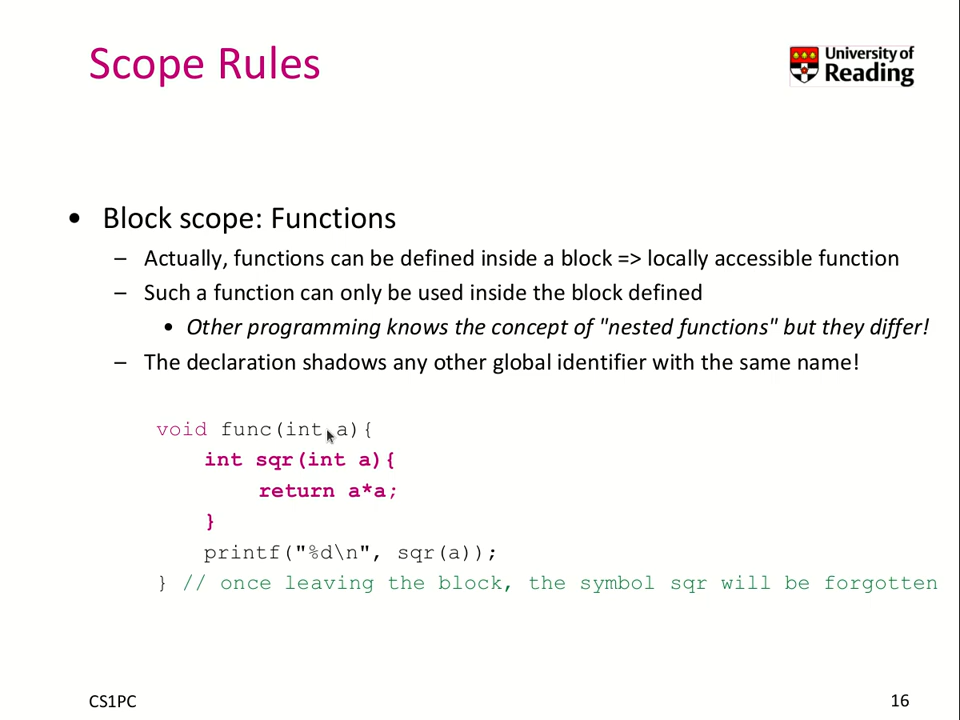 Scope Rules
University of
Reading
• Block scope: Functions
– Actually, functions can be defined inside a block => locally accessible function
– Such a function can only be used inside the block defined
• Other programming knows the concept of "nested functions" but they differ!
– The declaration shadows any other global identifier with the same name!
void func(int a){
int sqr(int a){
return a*a;
}
printf("%d\n", sqr(a));
} // once leaving the block, the symbol sqr will be forgotten
CS1PC
16